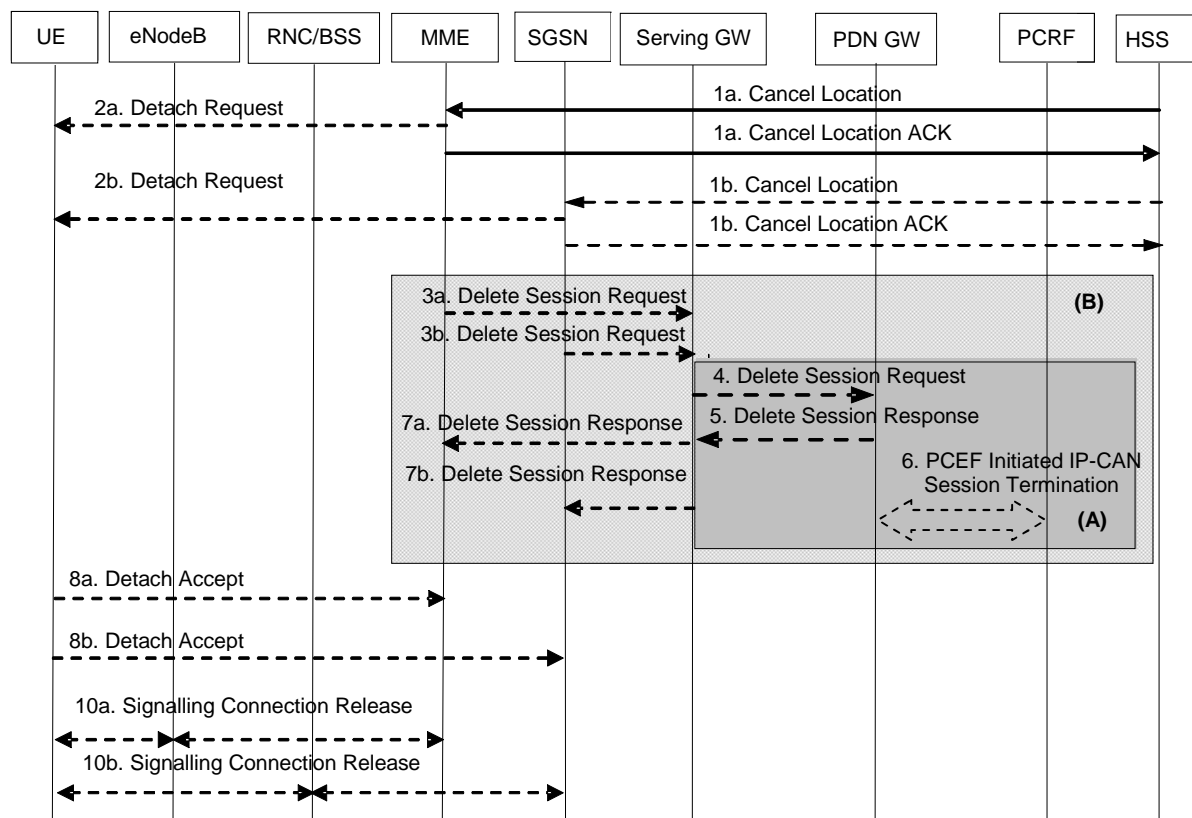 UE
eNodeB
RNC/BSS
MME
SGSN
Serving GW
PDN GW
PCRF
HSS
1a. Cancel Location
2a. Detach Request
1a. Cancel Location ACK
2b. Detach Request
1b. Cancel Location
1b. Cancel Location ACK
3a. Delete Session Request
(B)
3b. Delete Session Request
4. Delete Session Request
5. Delete Session Response
7a. Delete Session Response
6. PCEF Initiated IP-CAN
Session Termination
7b. Delete Session Response
(A)
8a. Detach Accept
8b. Detach Accept
10a. Signalling Connection Release
10b. Signalling Connection Release